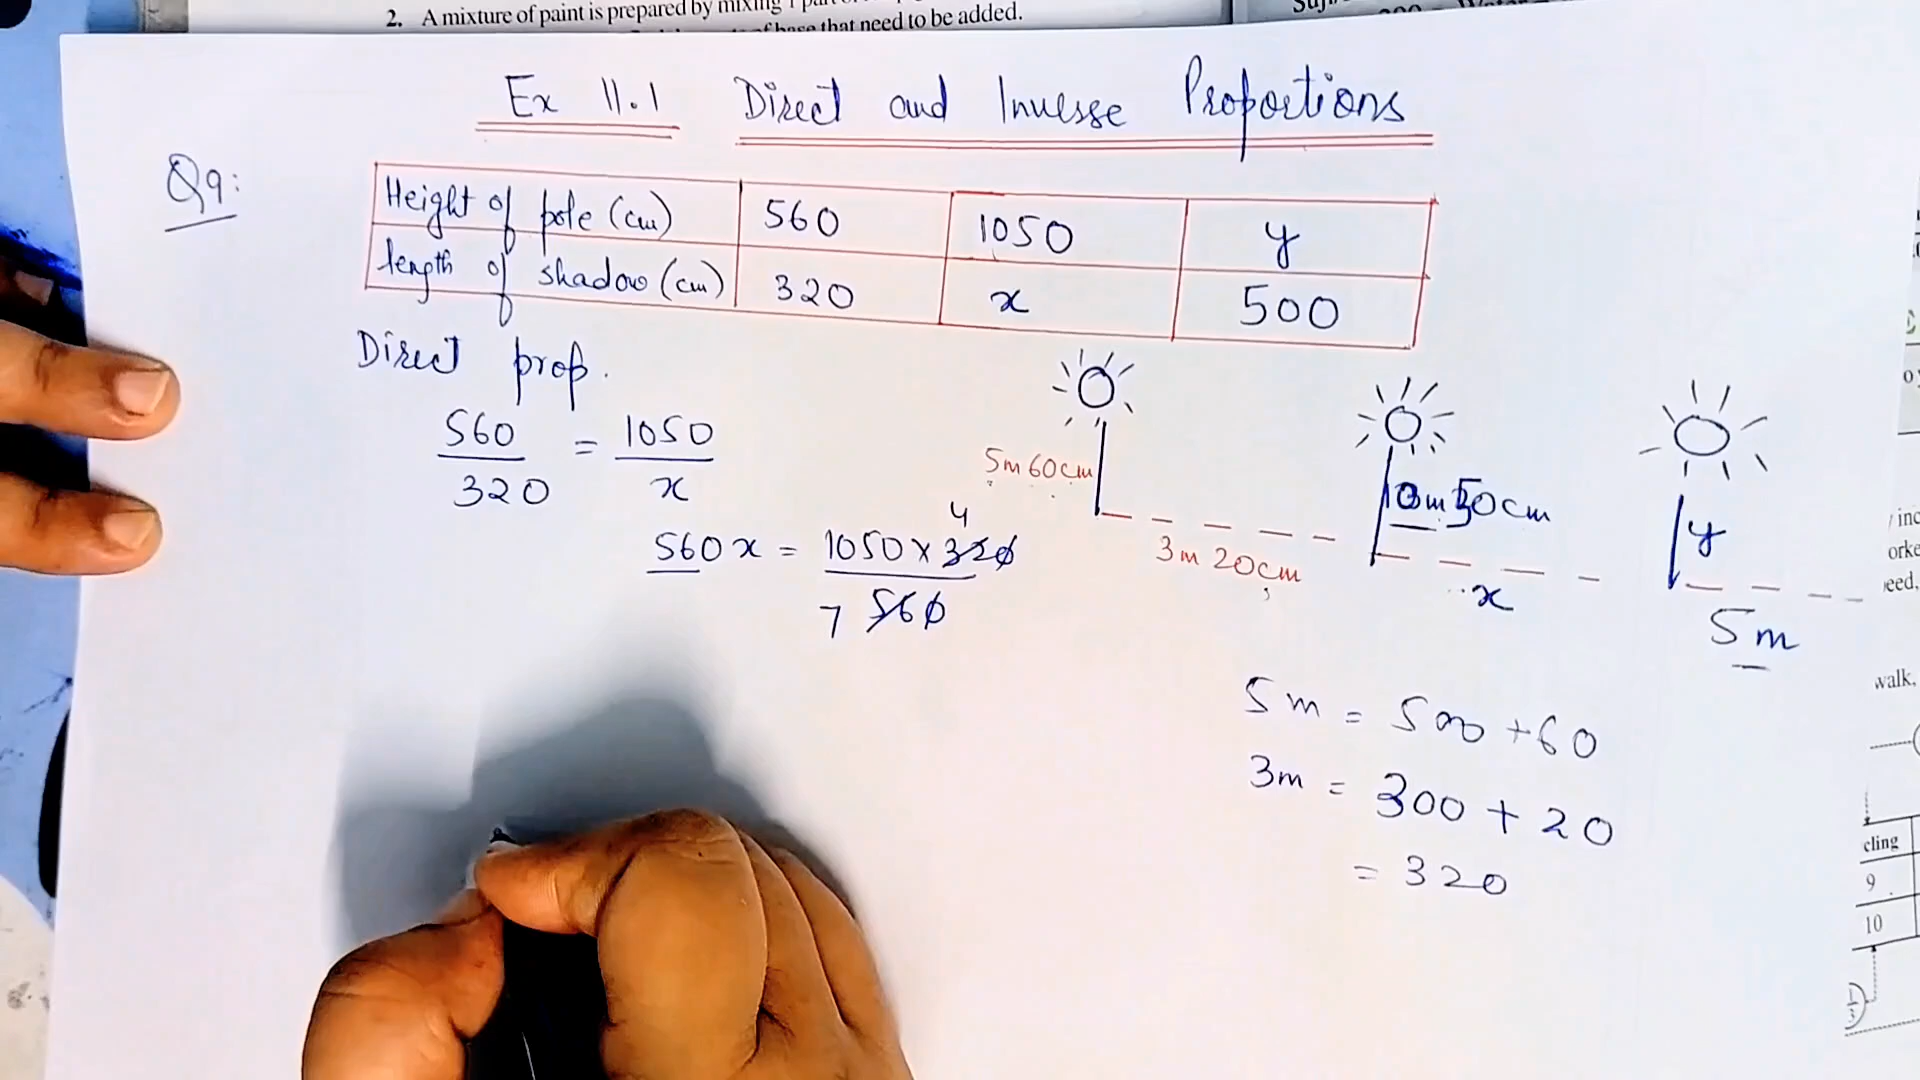 2. A mixture of paint is prepared by mixing 1
that need to be added.
Ex 11.1 Direct and Inverse Proportions
Q9:
Height of pole (cm) 560 1050 y
length of shadow (cm) 320 x 500
Direct prop.
560/320 = 1050/x
560x = 1050 × 320 / 560
4
7
5m 60cm
3m 20cm
10m 50cm
x
y
5m
5m = 500 + 60
3m = 300 + 20
= 320
walk,
cling
9
10